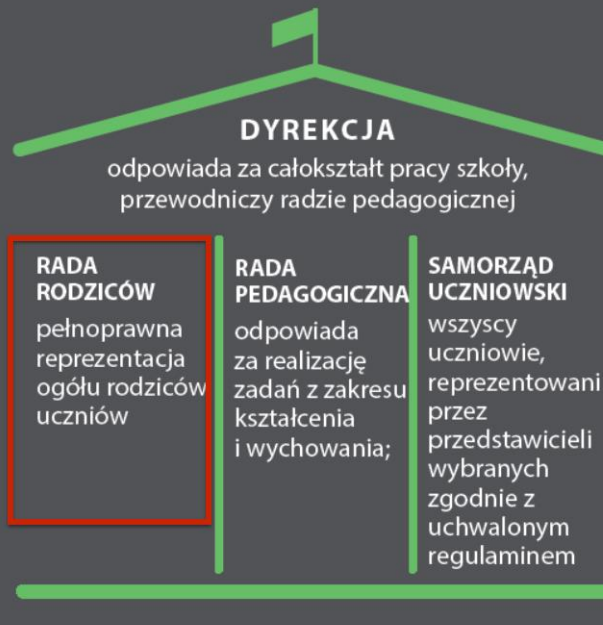 DYREKCJA
odpowiada za całokształt pracy szkoły,
przewodniczy radzie pedagogicznej
RADA
RODZICÓW
pełnoprawna
reprezentacja
ogółu rodziców
uczniów
RADA
PEDAGOGICZNA
odpowiada
za realizację
zadań z zakresu
kształcenia
i wychowania;
SAMORZĄD
UCZNIOWSKI
wszyscy
uczniowie,
reprezentowani
przez
przedstawicieli
wybranych
zgodnie z
uchwalonym
regulaminem